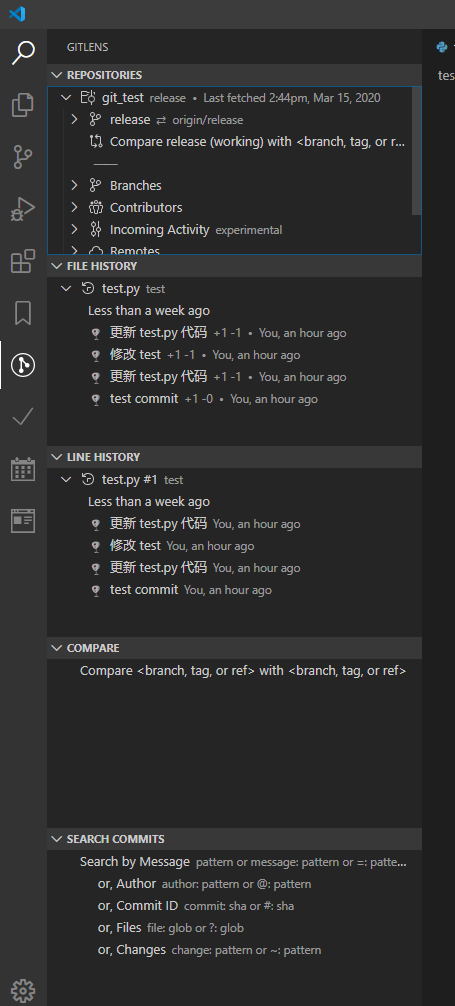 GITLENS
tes
REPOSITORIES
git_test release • Last fetched 2:44pm, Mar 15, 2020
release ⇄ origin/release
Compare release (working) with <branch, tag, or r...
Branches
Contributors
Incoming Activity experimental
Remotes
FILE HISTORY
test.py test
Less than a week ago
更新 test.py 代码 +1 -1 • You, an hour ago
修改 test +1 -1 • You, an hour ago
更新 test.py 代码 +1 -1 • You, an hour ago
test commit +1 -0 • You, an hour ago
LINE HISTORY
test.py #1 test
Less than a week ago
更新 test.py 代码 You, an hour ago
修改 test You, an hour ago
更新 test.py 代码 You, an hour ago
test commit You, an hour ago
COMPARE
Compare <branch, tag, or ref> with <branch, tag, or ref>
SEARCH COMMITS
Search by Message pattern or message: pattern or =: patte...
or, Author author: pattern or @: pattern
or, Commit ID commit: sha or #: sha
or, Files file: glob or ?: glob
or, Changes change: pattern or ~: pattern